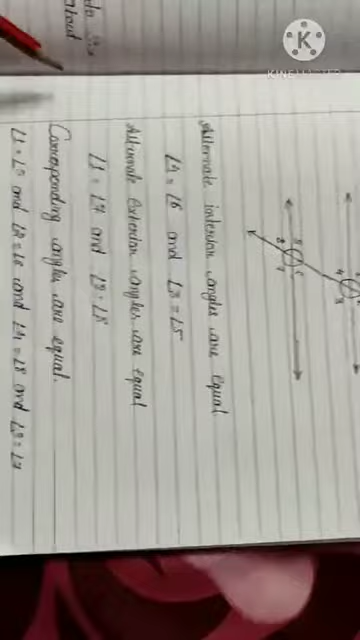 Alternate interior angles are equal
∠4 = ∠6 and ∠3 = ∠5
Alternate Exterior angles are equal
∠1 = ∠7 and ∠2 = ∠8
Corresponding angles are equal.
∠1 = ∠5 and ∠2 = ∠6 and ∠4 = ∠8 and ∠3 = ∠7
K
KINEMASTER